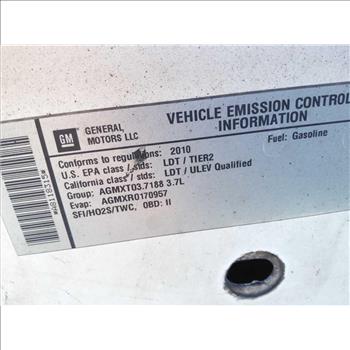 GM
GENERAL
MOTORS LLC
VEHICLE EMISSION CONTROL
INFORMATION
Conforms to regulations: 2010
Fuel: Gasoline
U.S. EPA class / stds: LDT / TIER2
California class / stds: LDT / ULEV Qualified
Group: AGMXT03.7188 3.7L
Evap: AGMXR0170957
SFI/HO2S/TWC, OBD: II